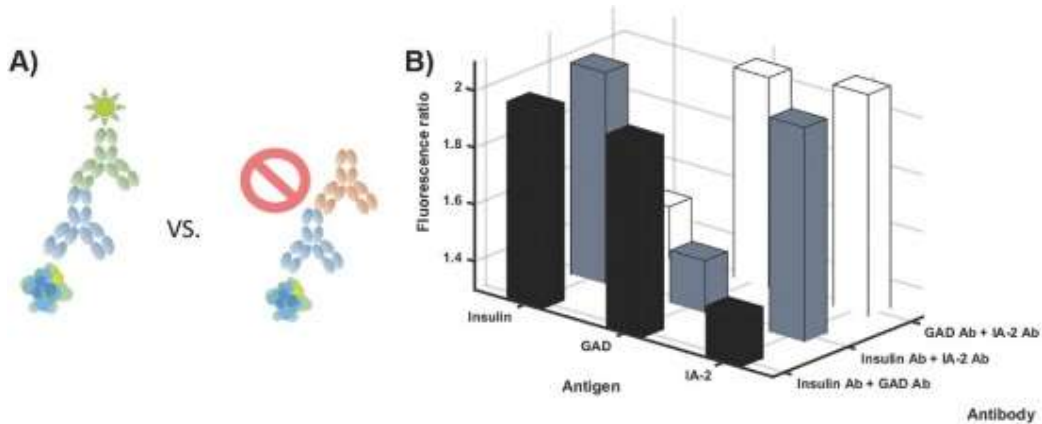 A)
VS.
B)
Fluorescence ratio
2
1.8
1.6
1.4
Insulin
GAD
IA-2
Antigen
GAD Ab + IA-2 Ab
Insulin Ab + IA-2 Ab
Insulin Ab + GAD Ab
Antibody